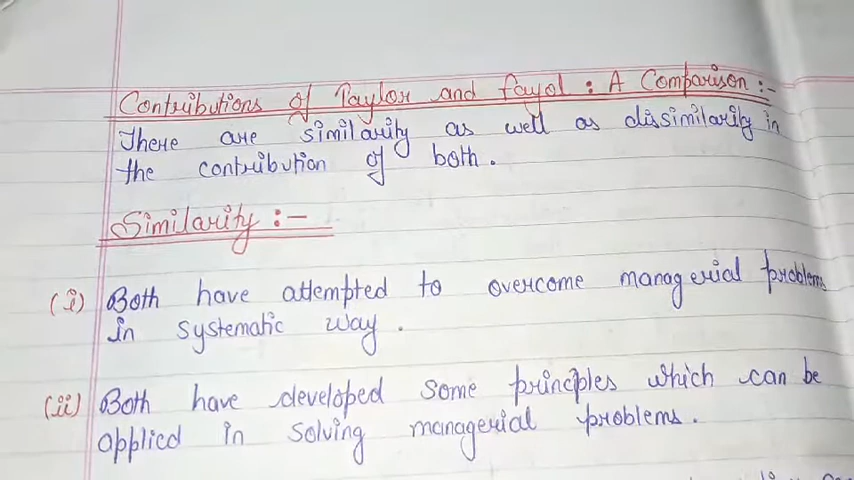 Contributions of Taylor and Fayol : A Comparison :-
There are similarity as well as dissimilarity in
the contribution of both.
Similarity :-
(i) Both have attempted to overcome managerial problems
in systematic way.
(ii) Both have developed some principles which can be
applied in solving managerial problems.